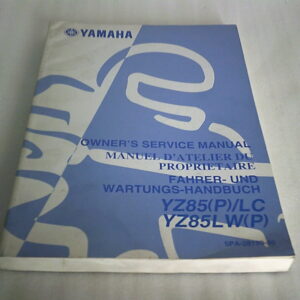 YAMAHA
OWNER'S SERVICE MANUAL
MANUEL D'ATELIER DU
PROPRIETAIRE
FAHRER- UND
WARTUNGS-HANDBUCH
YZ85(P)/LC
YZ85LW(P)